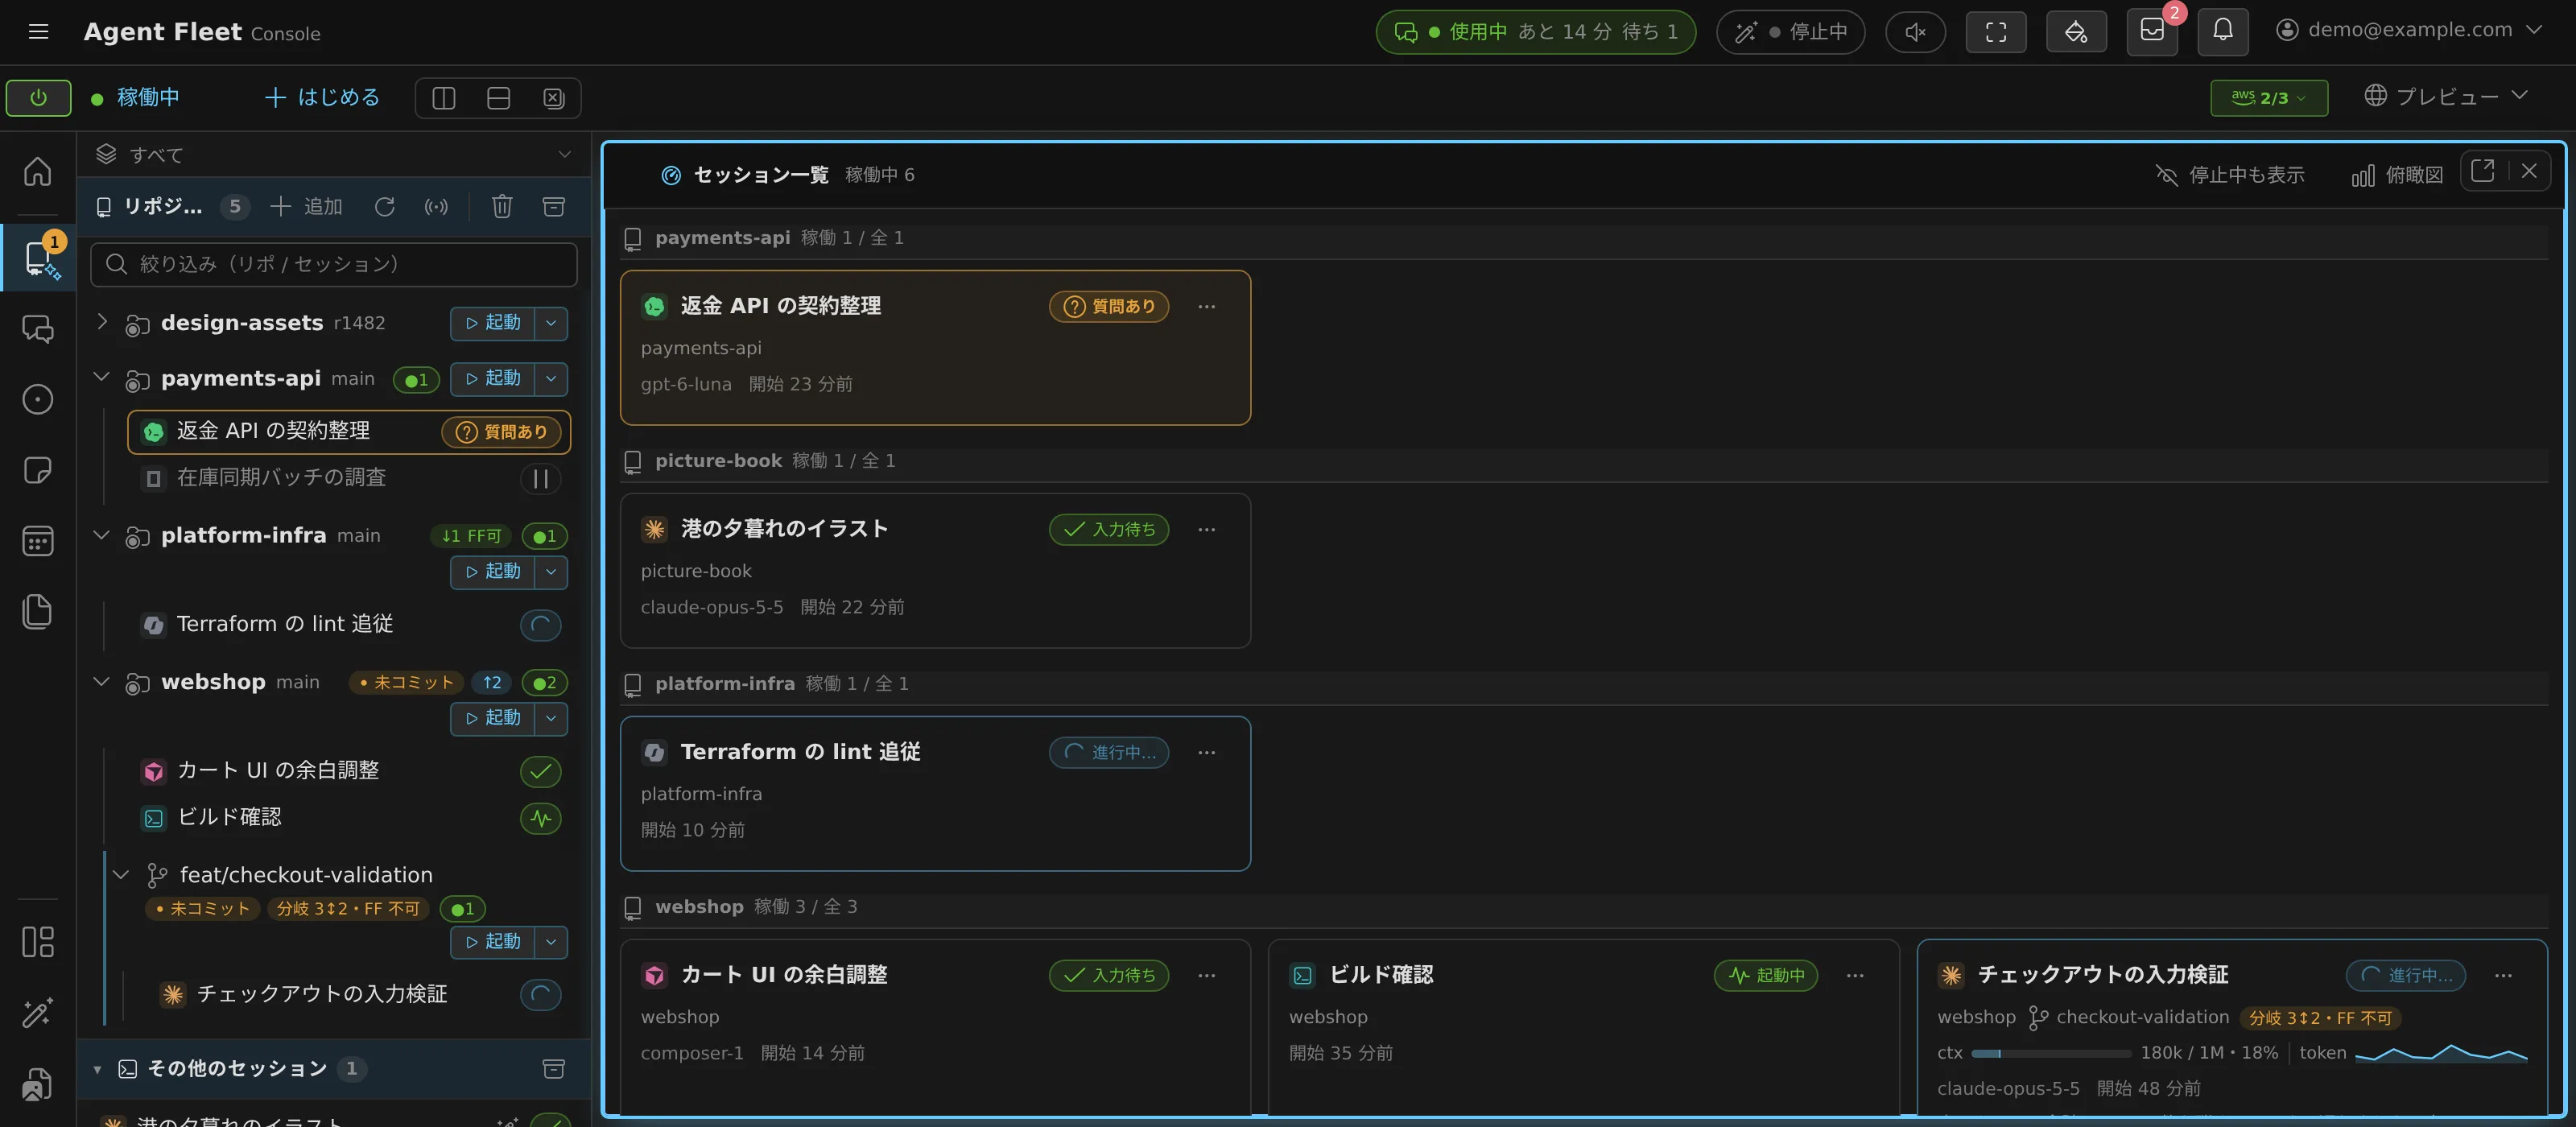 Agent Fleet Console
使用中 あと 14 分 待ち 1
停止中
2
demo@example.com
稼働中
はじめる
aws 2/3
プレビュー
すべて
リポジ... 5 追加
1
絞り込み（リポ / セッション）
design-assets r1482 起動
payments-api main 1 起動
返金 API の契約整理 質問あり
在庫同期バッチの調査
platform-infra main ↓1 FF可 1
起動
Terraform の lint 追従
webshop main • 未コミット ↑2 2
起動
カート UI の余白調整
ビルド確認
feat/checkout-validation
• 未コミット 分岐 3↕2・FF 不可 1
起動
チェックアウトの入力検証
その他のセッション 1
港の夕暮れのイラスト
セッション一覧 稼働中 6
停止中も表示
俯瞰図
payments-api 稼働 1 / 全 1
返金 API の契約整理 質問あり
payments-api
gpt-6-luna 開始 23 分前
picture-book 稼働 1 / 全 1
港の夕暮れのイラスト 入力待ち
picture-book
claude-opus-5-5 開始 22 分前
platform-infra 稼働 1 / 全 1
Terraform の lint 追従 進行中...
platform-infra
開始 10 分前
webshop 稼働 3 / 全 3
カート UI の余白調整 入力待ち
webshop
composer-1 開始 14 分前
ビルド確認 起動中
webshop
開始 35 分前
チェックアウトの入力検証 進行中...
webshop checkout-validation 分岐 3↕2・FF 不可
ctx 180k / 1M・18% token
claude-opus-5-5 開始 48 分前